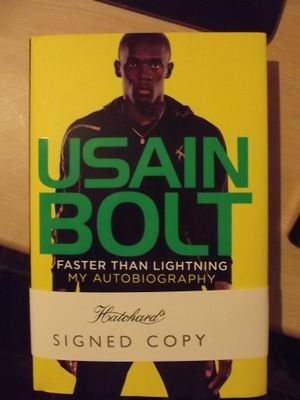 USAIN
BOLT
FASTER THAN LIGHTNING
MY AUTOBIOGRAPHY
Hatchards
SIGNED COPY